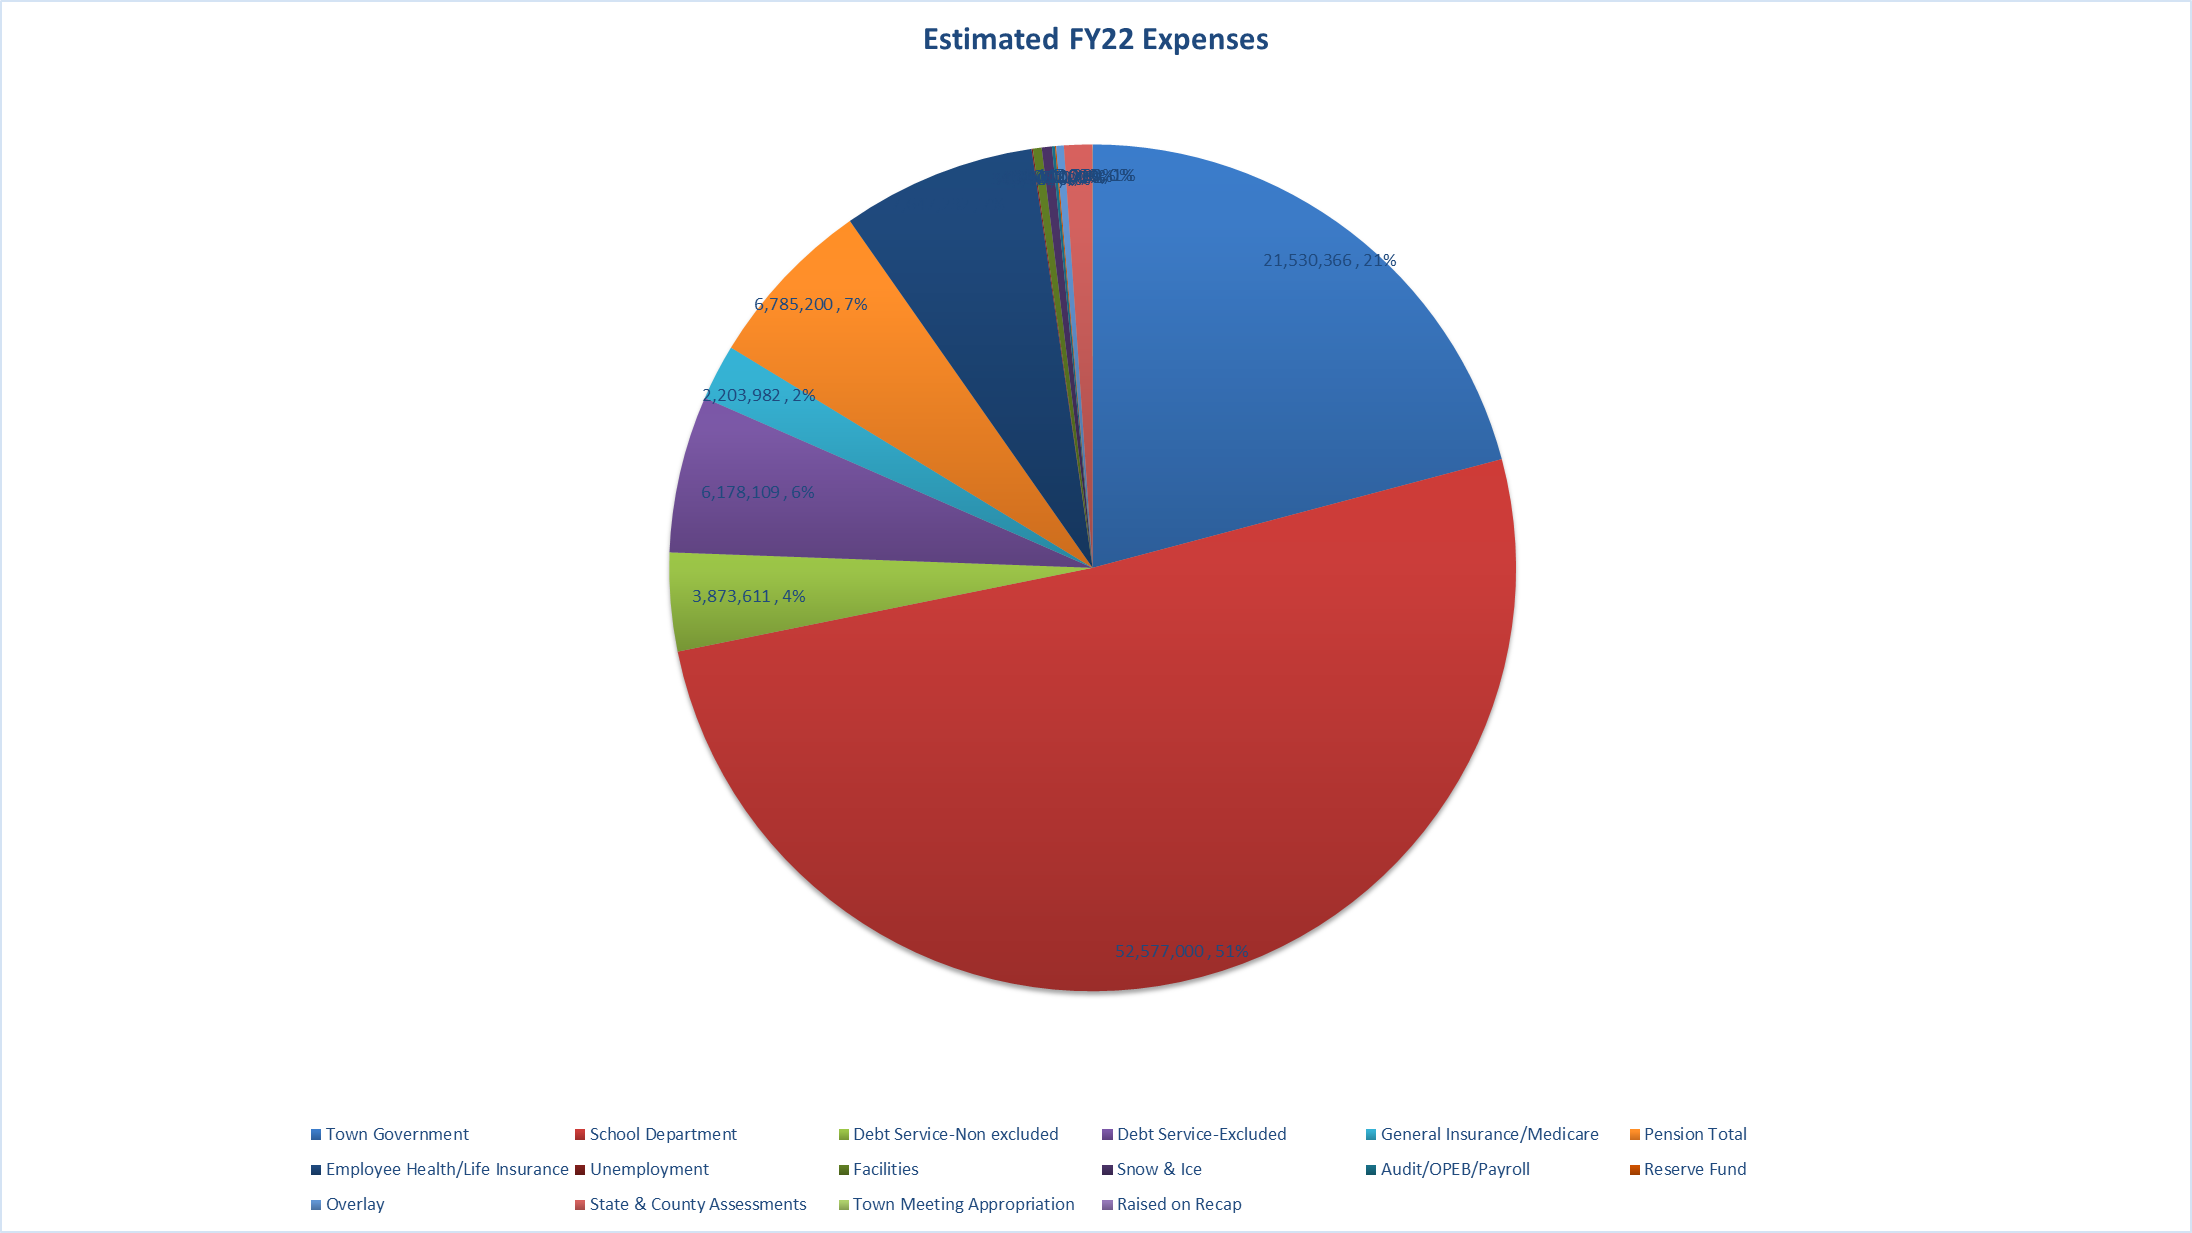 Estimated FY22 Expenses
21,530,366 , 21%
6,785,200 , 7%
2,203,982 , 2%
6,178,109 , 6%
3,873,611 , 4%
52,577,000 , 51%
Town Government
School Department
Debt Service-Non excluded
Debt Service-Excluded
General Insurance/Medicare
Pension Total
Employee Health/Life Insurance
Unemployment
Facilities
Snow & Ice
Audit/OPEB/Payroll
Reserve Fund
Overlay
State & County Assessments
Town Meeting Appropriation
Raised on Recap